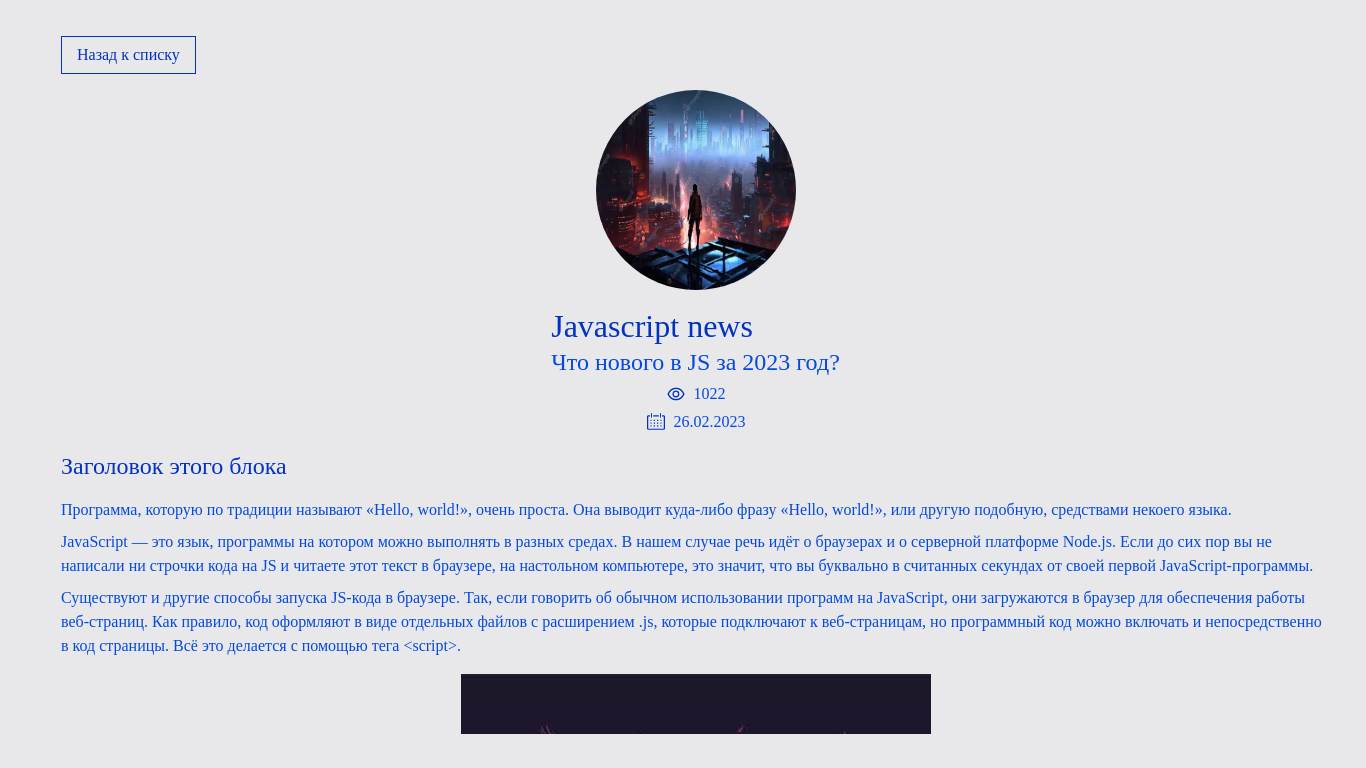 Назад к списку
Javascript news
Что нового в JS за 2023 год?
1022
26.02.2023
Заголовок этого блока
Программа, которую по традиции называют «Hello, world!», очень проста. Она выводит куда-либо фразу «Hello, world!», или другую подобную, средствами некоего языка.
JavaScript — это язык, программы на котором можно выполнять в разных средах. В нашем случае речь идёт о браузерах и о серверной платформе Node.js. Если до сих пор вы не
написали ни строчки кода на JS и читаете этот текст в браузере, на настольном компьютере, это значит, что вы буквально в считанных секундах от своей первой JavaScript-программы.
Существуют и другие способы запуска JS-кода в браузере. Так, если говорить об обычном использовании программ на JavaScript, они загружаются в браузер для обеспечения работы
веб-страниц. Как правило, код оформляют в виде отдельных файлов с расширением .js, которые подключают к веб-страницам, но программный код можно включать и непосредственно
в код страницы. Всё это делается с помощью тега <script>.